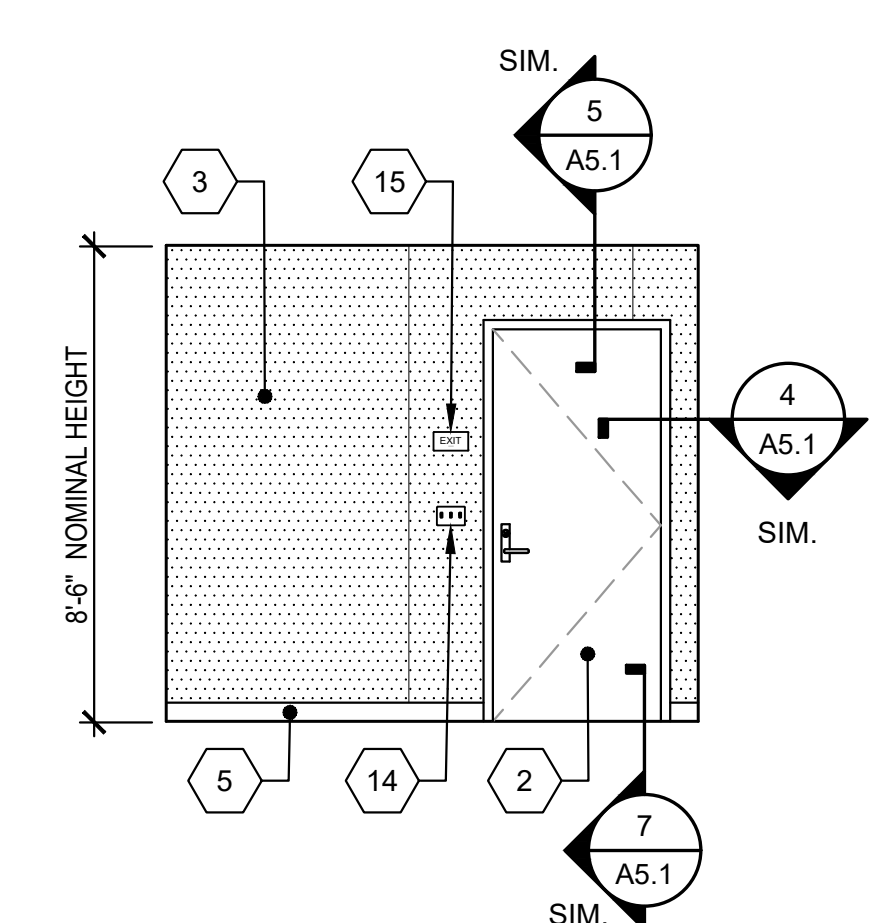 SIM.
5
A5.1
3
15
8'-6" NOMINAL HEIGHT
EXIT
4
A5.1
SIM.
5
14
2
7
A5.1
SIM.